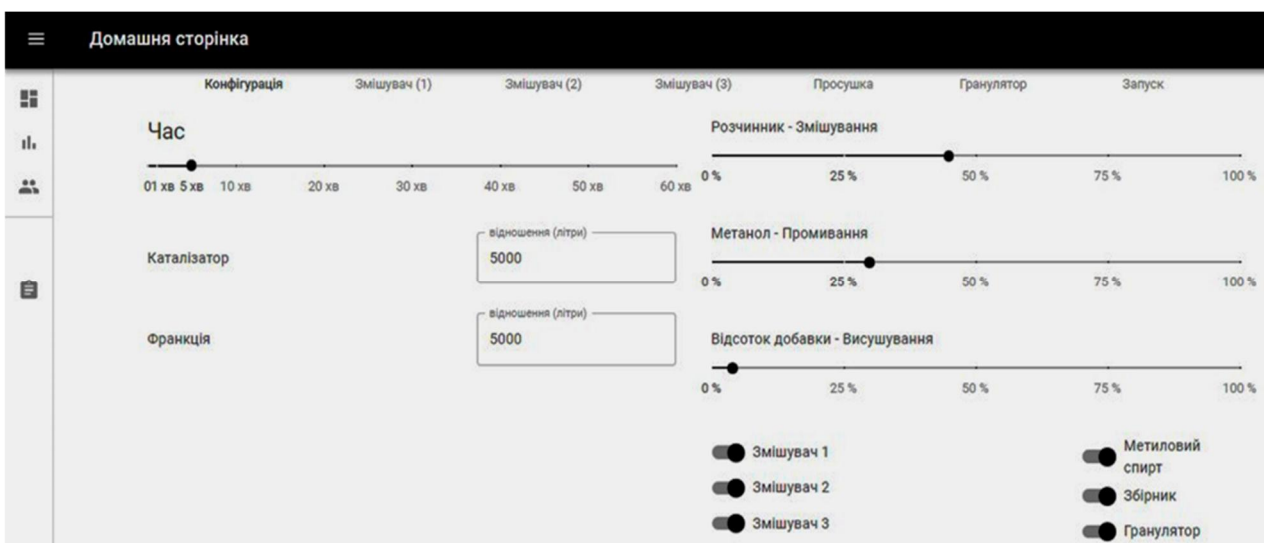 Домашня сторінка
Конфігурація Змішувач (1) Змішувач (2) Змішувач (3) Просушка Гранулятор Запуск
Час
01 хв 5 хв 10 хв 20 хв 30 хв 40 хв 50 хв 60 хв
Каталізатор
відношення (літри)
5000
Франкція
відношення (літри)
5000
Розчинник - Змішування
0 % 25 % 50 % 75 % 100 %
Метанол - Промивання
0 % 25 % 50 % 75 % 100 %
Відсоток добавки - Висушування
0 % 25 % 50 % 75 % 100 %
Змішувач 1
Змішувач 2
Змішувач 3
Метиловий
спирт
Збірник
Гранулятор